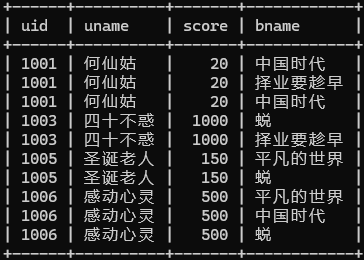 uid uname score bname
1001 何仙姑 20 中国时代
1001 何仙姑 20 择业要趁早
1001 何仙姑 20 中国时代
1003 四十不惑 1000 蜕
1003 四十不惑 1000 择业要趁早
1005 圣诞老人 150 平凡的世界
1005 圣诞老人 150 蜕
1006 感动心灵 500 平凡的世界
1006 感动心灵 500 中国时代
1006 感动心灵 500 蜕